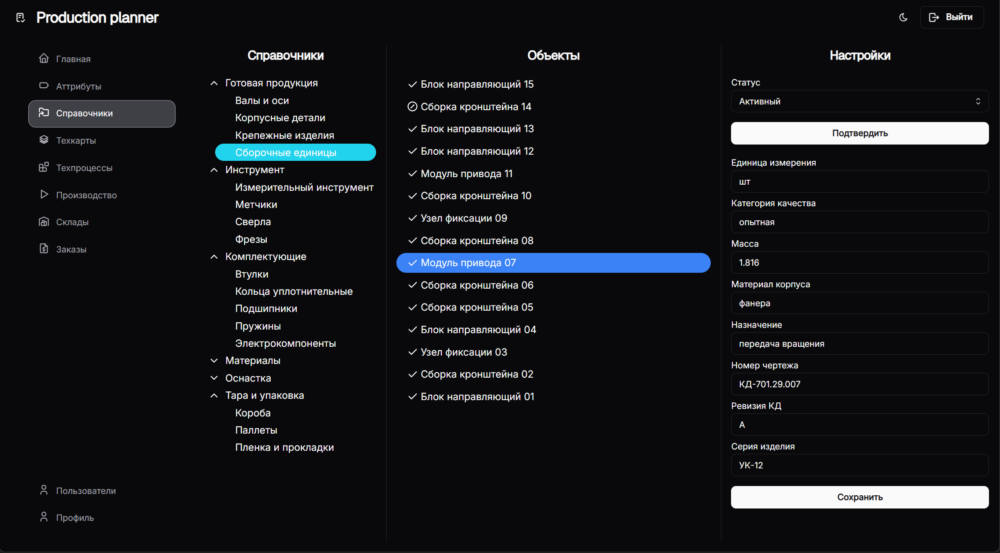 Production planner
Выйти
Главная
Аттрибуты
Справочники
Техкарты
Техпроцессы
Производство
Склады
Заказы
Пользователи
Профиль
Справочники
Готовая продукция
Валы и оси
Корпусные детали
Крепежные изделия
Сборочные единицы
Инструмент
Измерительный инструмент
Метчики
Сверла
Фрезы
Комплектующие
Втулки
Кольца уплотнительные
Подшипники
Пружины
Электрокомпоненты
Материалы
Оснастка
Тара и упаковка
Короба
Паллеты
Пленка и прокладки
Объекты
Блок направляющий 15
Сборка кронштейна 14
Блок направляющий 13
Блок направляющий 12
Модуль привода 11
Сборка кронштейна 10
Узел фиксации 09
Сборка кронштейна 08
Модуль привода 07
Сборка кронштейна 06
Сборка кронштейна 05
Блок направляющий 04
Узел фиксации 03
Сборка кронштейна 02
Блок направляющий 01
Настройки
Статус
Активный
Подтвердить
Единица измерения
шт
Категория качества
опытная
Масса
1.816
Материал корпуса
фанера
Назначение
передача вращения
Номер чертежа
КД-701.29.007
Ревизия КД
А
Серия изделия
УК-12
Сохранить